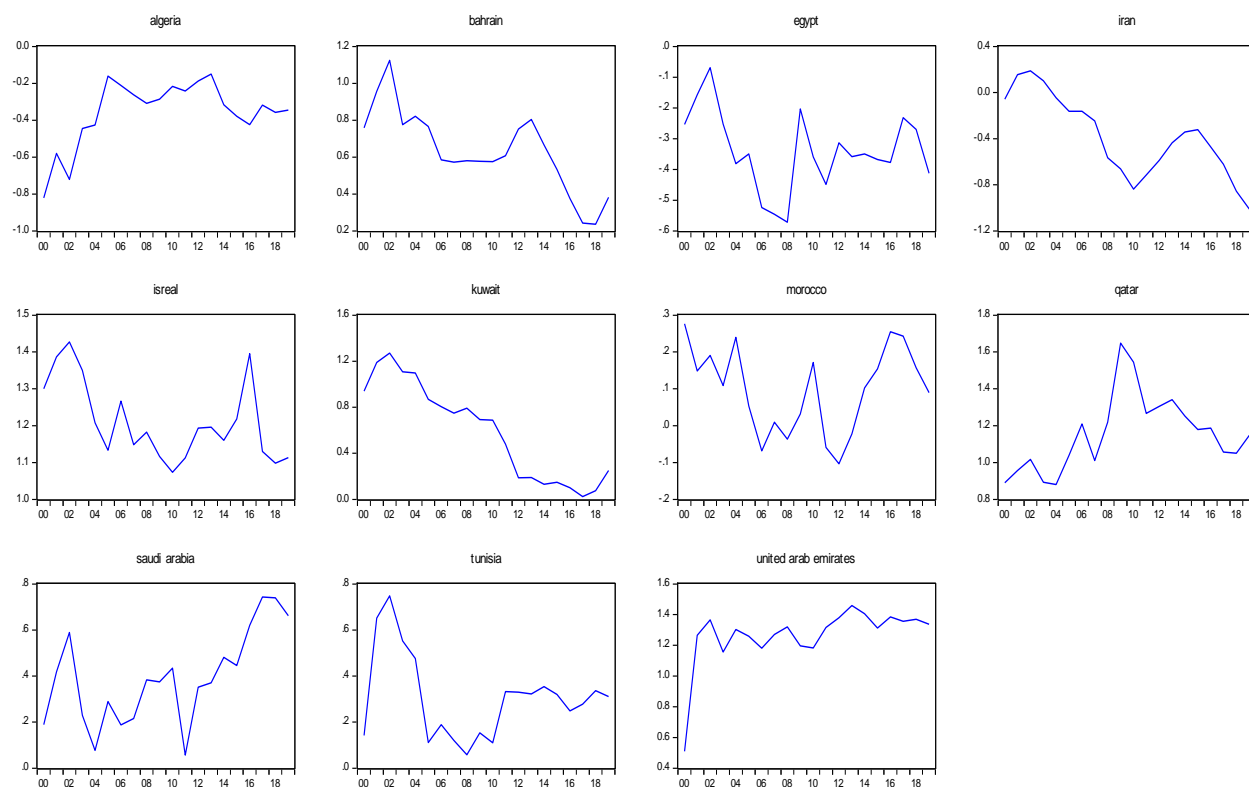 algeria
0.0
-0.2
-0.4
-0.6
-0.8
-1.0
00 02 04 06 08 10 12 14 16 18
bahrain
1.2
1.0
0.8
0.6
0.4
0.2
00 02 04 06 08 10 12 14 16 18
egypt
.0
-.1
-.2
-.3
-.4
-.5
-.6
00 02 04 06 08 10 12 14 16 18
iran
0.4
0.0
-0.4
-0.8
-1.2
00 02 04 06 08 10 12 14 16 18
isreal
1.5
1.4
1.3
1.2
1.1
1.0
00 02 04 06 08 10 12 14 16 18
kuwait
1.6
1.2
0.8
0.4
0.0
00 02 04 06 08 10 12 14 16 18
morocco
.3
.2
.1
.0
-.1
-.2
00 02 04 06 08 10 12 14 16 18
qatar
1.8
1.6
1.4
1.2
1.0
0.8
00 02 04 06 08 10 12 14 16 18
saudi arabia
.8
.6
.4
.2
.0
00 02 04 06 08 10 12 14 16 18
tunisia
.8
.6
.4
.2
.0
00 02 04 06 08 10 12 14 16 18
united arab emirates
1.6
1.4
1.2
1.0
0.8
0.6
0.4
00 02 04 06 08 10 12 14 16 18